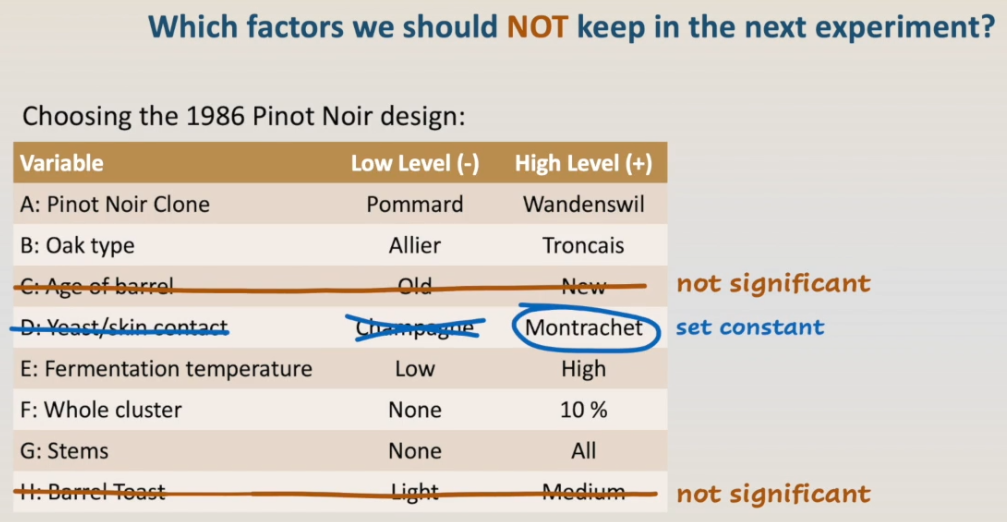 Which factors we should NOT keep in the next experiment?
Choosing the 1986 Pinot Noir design:
Variable Low Level (-) High Level (+)
A: Pinot Noir Clone Pommard Wandenswil
B: Oak type Allier Troncais
C: Age of barrel Old New not significant
D: Yeast/skin contact Champagne Montrachet set constant
E: Fermentation temperature Low High
F: Whole cluster None 10 %
G: Stems None All
H: Barrel Toast Light Medium not significant